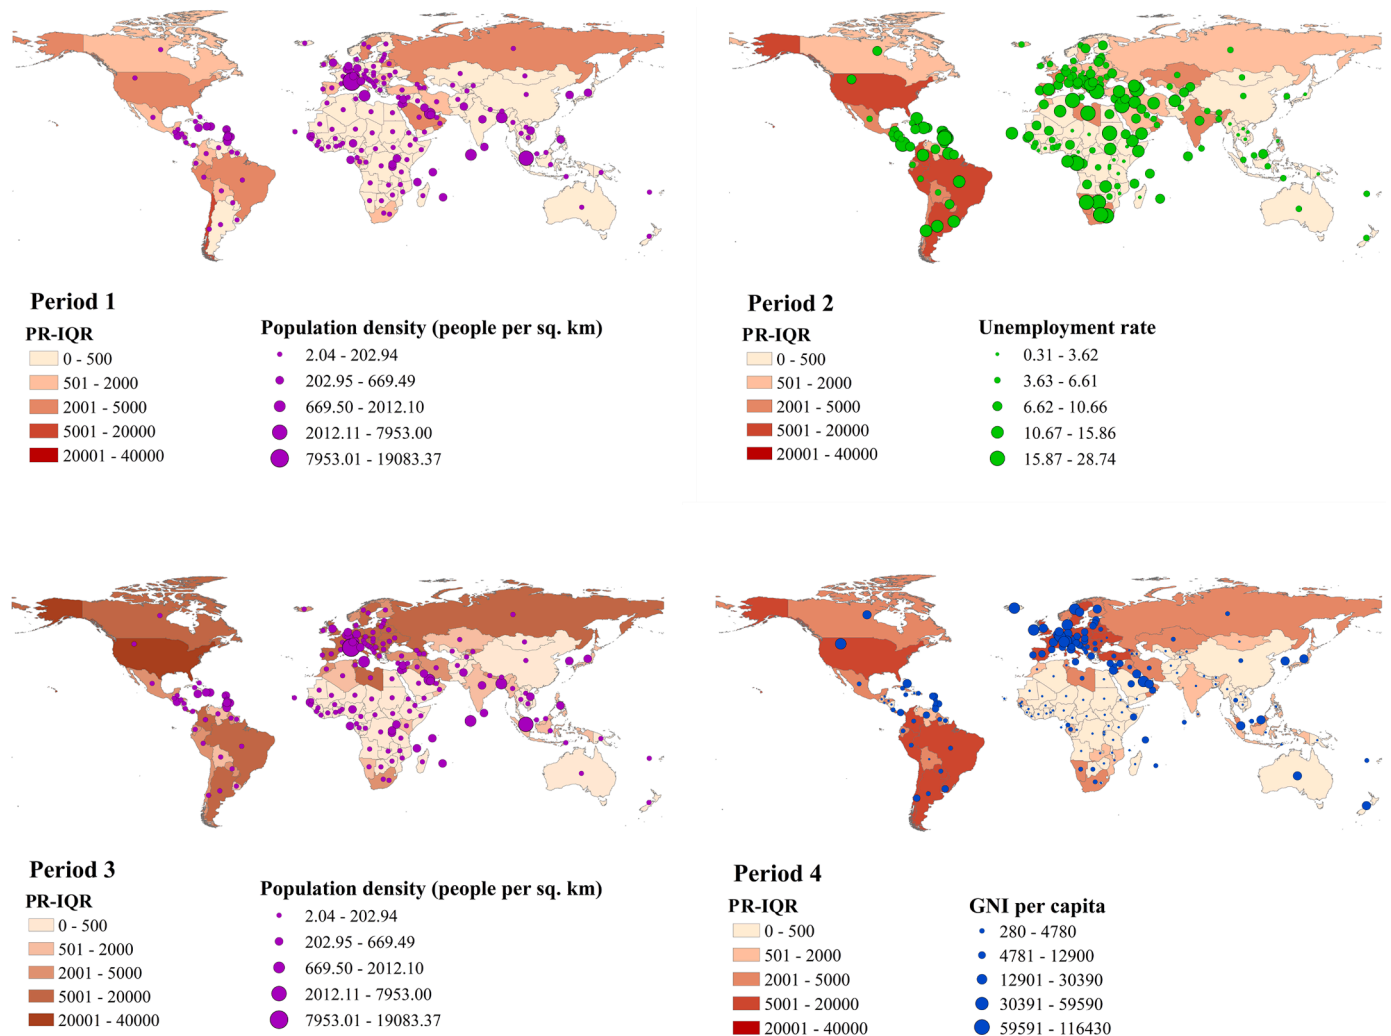 Period 1
PR-IQR
0 - 500
501 - 2000
2001 - 5000
5001 - 20000
20001 - 40000
Population density (people per sq. km)
2.04 - 202.94
202.95 - 669.49
669.50 - 2012.10
2012.11 - 7953.00
7953.01 - 19083.37
Period 2
PR-IQR
0 - 500
501 - 2000
2001 - 5000
5001 - 20000
20001 - 40000
Unemployment rate
0.31 - 3.62
3.63 - 6.61
6.62 - 10.66
10.67 - 15.86
15.87 - 28.74
Period 3
PR-IQR
0 - 500
501 - 2000
2001 - 5000
5001 - 20000
20001 - 40000
Population density (people per sq. km)
2.04 - 202.94
202.95 - 669.49
669.50 - 2012.10
2012.11 - 7953.00
7953.01 - 19083.37
Period 4
PR-IQR
0 - 500
501 - 2000
2001 - 5000
5001 - 20000
20001 - 40000
GNI per capita
280 - 4780
4781 - 12900
12901 - 30390
30391 - 59590
59591 - 116430